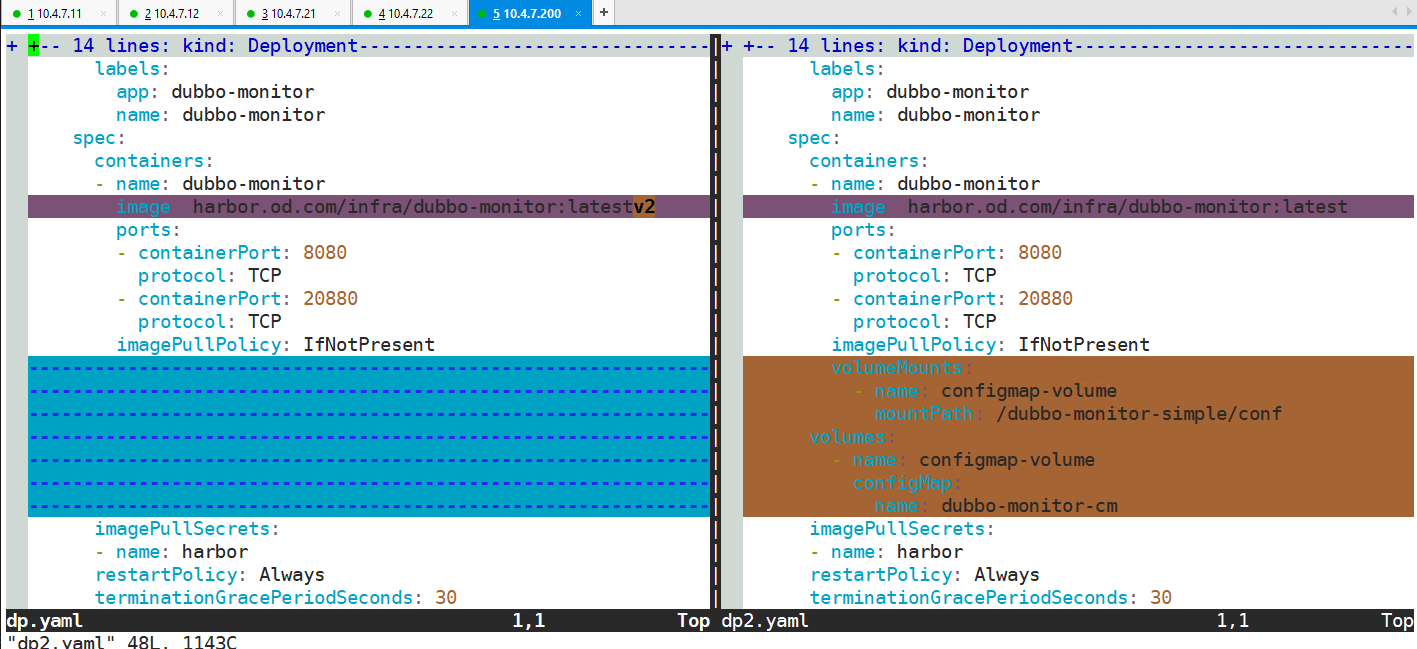 1 10.4.7.11 × 2 10.4.7.12 × 3 10.4.7.21 × 4 10.4.7.22 × 5 10.4.7.200 × +
+ +-- 14 lines: kind: Deployment--------------------------------
labels:
app: dubbo-monitor
name: dubbo-monitor
spec:
containers:
- name: dubbo-monitor
image harbor.od.com/infra/dubbo-monitor:latestv2
ports:
- containerPort: 8080
protocol: TCP
- containerPort: 20880
protocol: TCP
imagePullPolicy: IfNotPresent
--------------------------------------------------------------
--------------------------------------------------------------
--------------------------------------------------------------
--------------------------------------------------------------
--------------------------------------------------------------
--------------------------------------------------------------
--------------------------------------------------------------
imagePullSecrets:
- name: harbor
restartPolicy: Always
terminationGracePeriodSeconds: 30
dp.yaml 1,1 Top
+ +-- 14 lines: kind: Deployment-------------------------------
labels:
app: dubbo-monitor
name: dubbo-monitor
spec:
containers:
- name: dubbo-monitor
image harbor.od.com/infra/dubbo-monitor:latest
ports:
- containerPort: 8080
protocol: TCP
- containerPort: 20880
protocol: TCP
imagePullPolicy: IfNotPresent
volumeMounts:
- name: configmap-volume
mountPath: /dubbo-monitor-simple/conf
volumes:
- name: configmap-volume
configMap:
name: dubbo-monitor-cm
imagePullSecrets:
- name: harbor
restartPolicy: Always
terminationGracePeriodSeconds: 30
dp2.yaml 1,1 Top
"dp2.yaml" 48L, 1143C